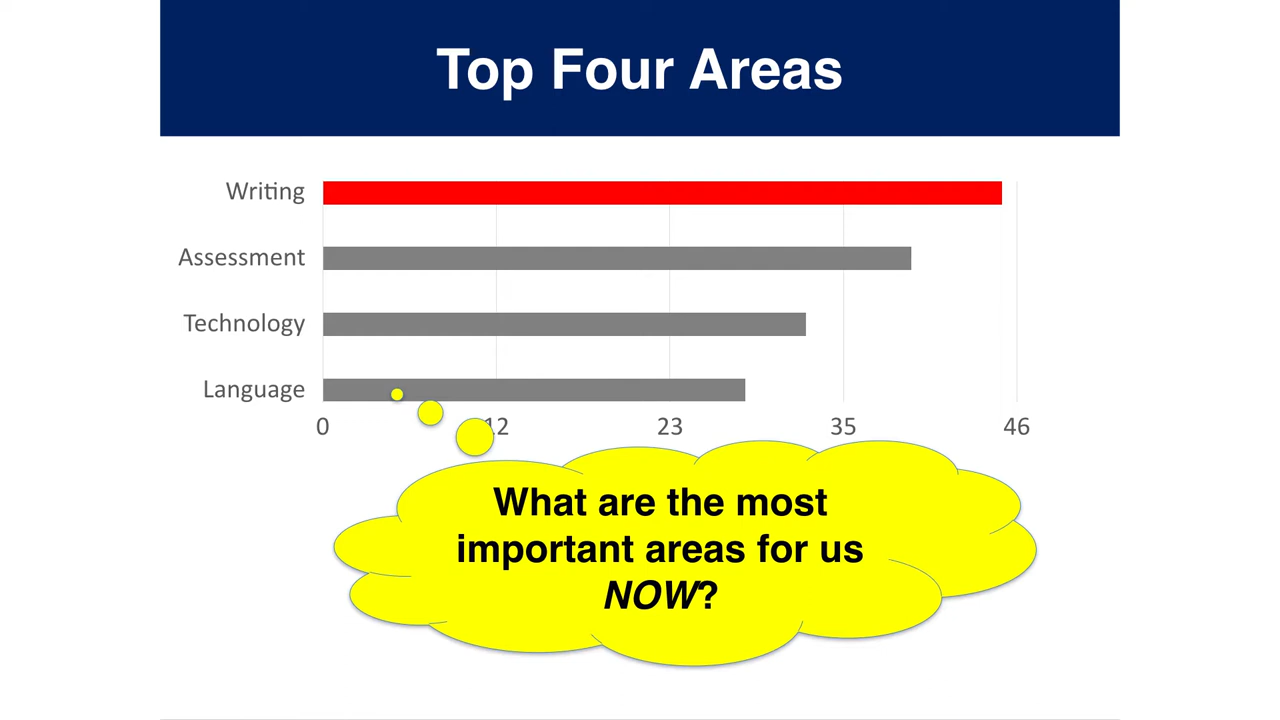 Top Four Areas
Writing
Assessment
Technology
Language
0 12 23 35 46
What are the most
important areas for us
NOW?